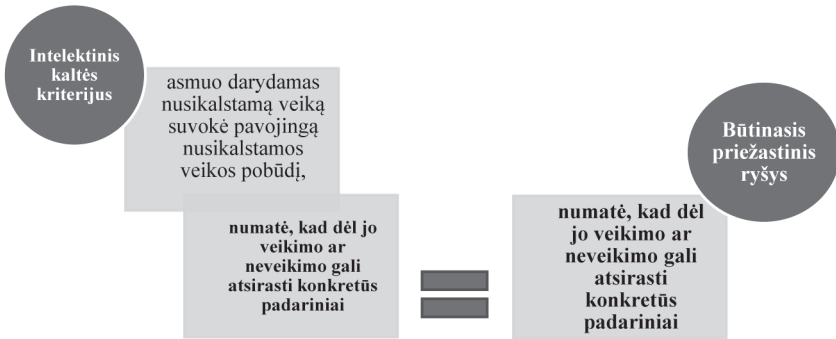 Intelektinis
kaltės
kriterijus
asmuo darydamas
nusikalstamą veiką
suvokė pavojingą
nusikalstamos
veikos pobūdį,
numatė, kad dėl jo
veikimo ar
neveikimo gali
atsirasti konkretūs
padariniai
Būtinasis
priežastinis
ryšys
numatė, kad dėl
jo veikimo ar
neveikimo gali
atsirasti
konkretūs
padariniai